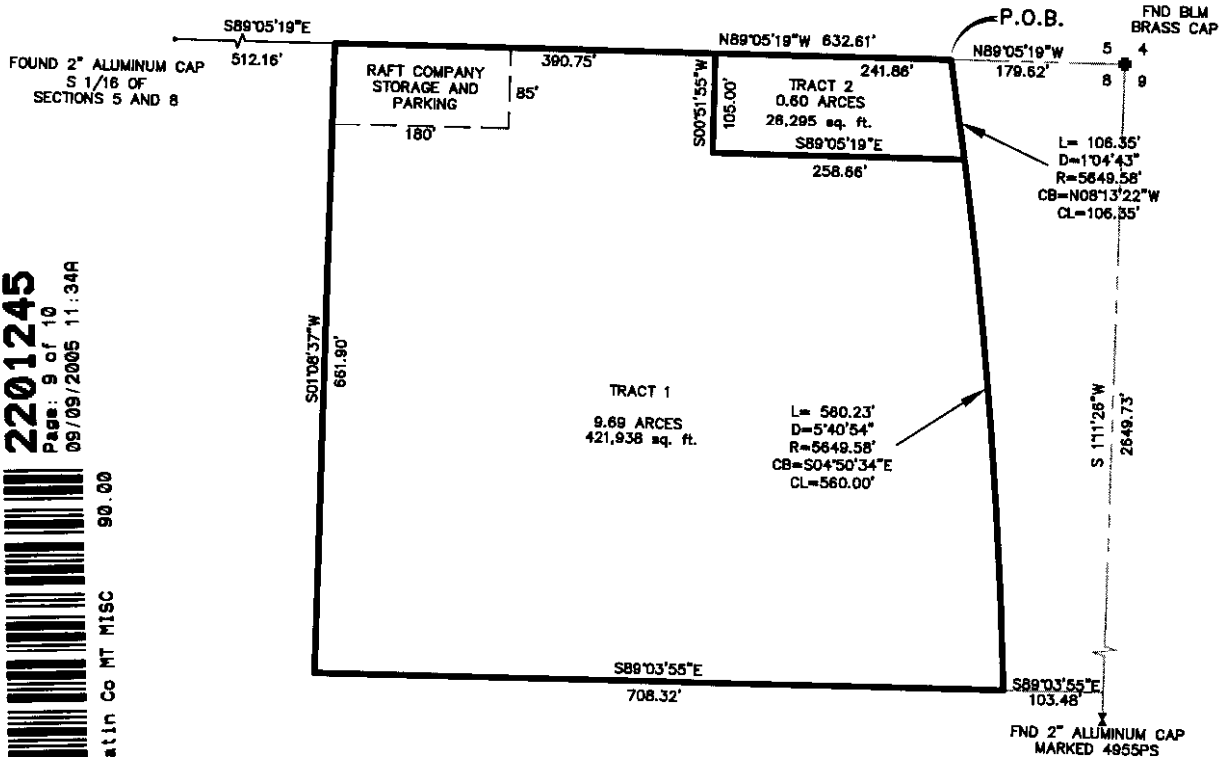 S89°05'19"E
512.16'
FOUND 2" ALUMINUM CAP
S 1/16 OF
SECTIONS 5 AND 8
RAFT COMPANY
STORAGE AND
PARKING
85'
180'
390.75'
N89°05'19"W 632.61'
241.86'
P.O.B.
N89°05'19"W
179.52'
FND BLM
BRASS CAP
5 4
8 9
S00°51'55"W
105.00'
TRACT 2
0.60 ARCES
26,295 sq. ft.
S89°05'19"E
258.66'
L= 106.35'
D=1°04'43"
R=5649.58'
CB=N08°13'22"W
CL=106.35'
S01°08'37"W
661.90'
TRACT 1
9.69 ARCES
421,938 sq. ft.
L= 560.23'
D=5°40'54"
R=5649.58'
CB=S04°50'34"E
CL=560.00'
S 1°11'26"W
2649.73'
S89°03'55"E
708.32'
S89°03'55"E
103.48'
FND 2" ALUMINUM CAP
MARKED 4955PS
2201245
Page: 9 of 10
09/09/2005 11:34A
atin Co MT MISC 90.00